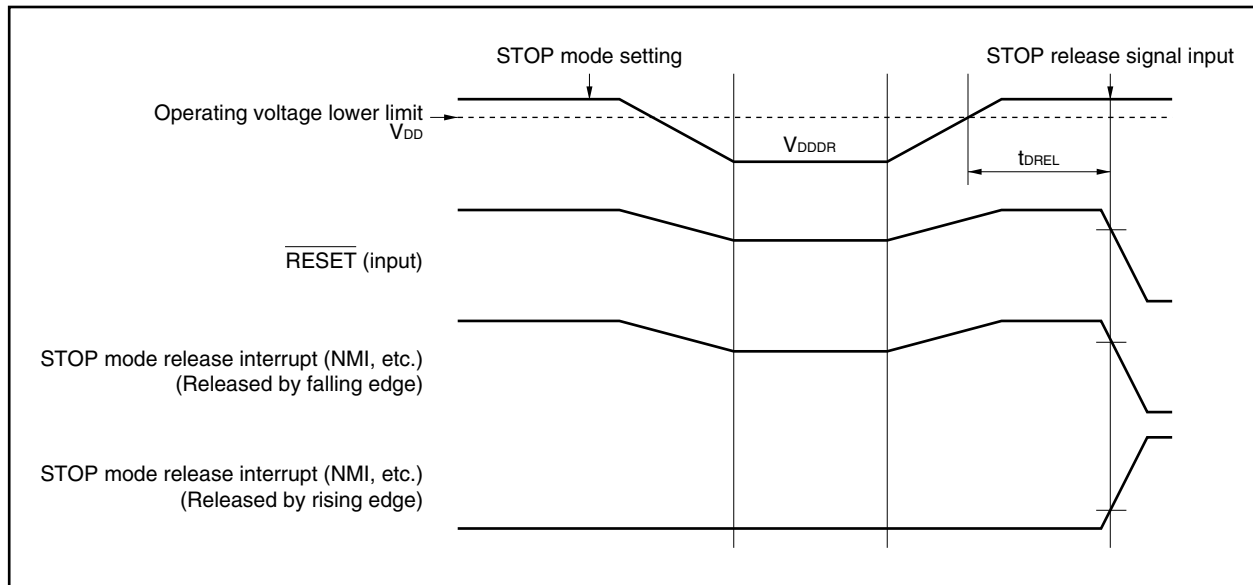 STOP mode setting
STOP release signal input
Operating voltage lower limit
VDD
VDDDR
tDREL
RESET (input)
STOP mode release interrupt (NMI, etc.)
(Released by falling edge)
STOP mode release interrupt (NMI, etc.)
(Released by rising edge)